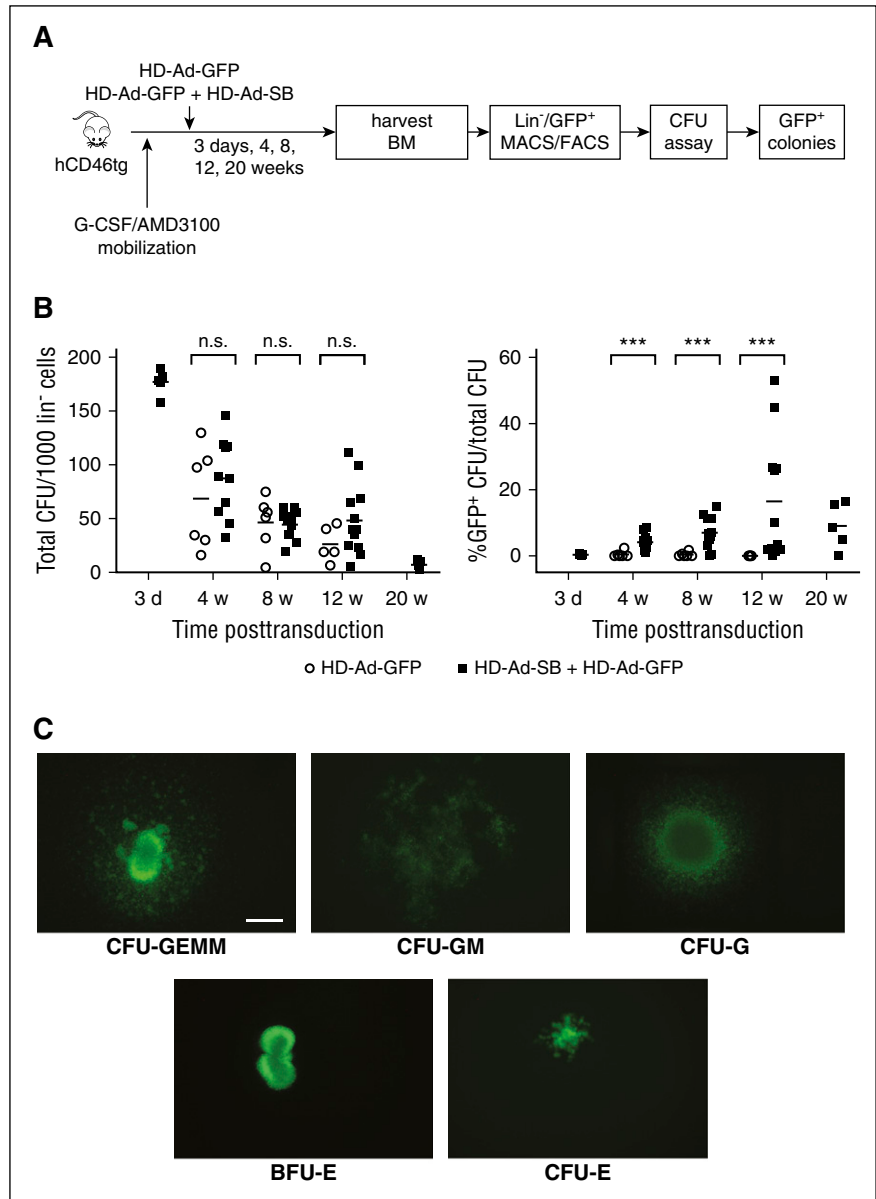 A
HD-Ad-GFP
HD-Ad-GFP + HD-Ad-SB
hCD46tg
3 days, 4, 8,
12, 20 weeks
G-CSF/AMD3100
mobilization
harvest
BM
Lin⁻/GFP⁺
MACS/FACS
CFU
assay
GFP⁺
colonies
B
Total CFU/1000 lin⁻ cells
200
150
100
50
0
n.s.
n.s.
n.s.
3 d
4 w
8 w
12 w
20 w
Time posttransduction
%GFP⁺ CFU/total CFU
60
40
20
0
***
***
***
3 d
4 w
8 w
12 w
20 w
Time posttransduction
HD-Ad-GFP
HD-Ad-SB + HD-Ad-GFP
C
CFU-GEMM
CFU-GM
CFU-G
BFU-E
CFU-E